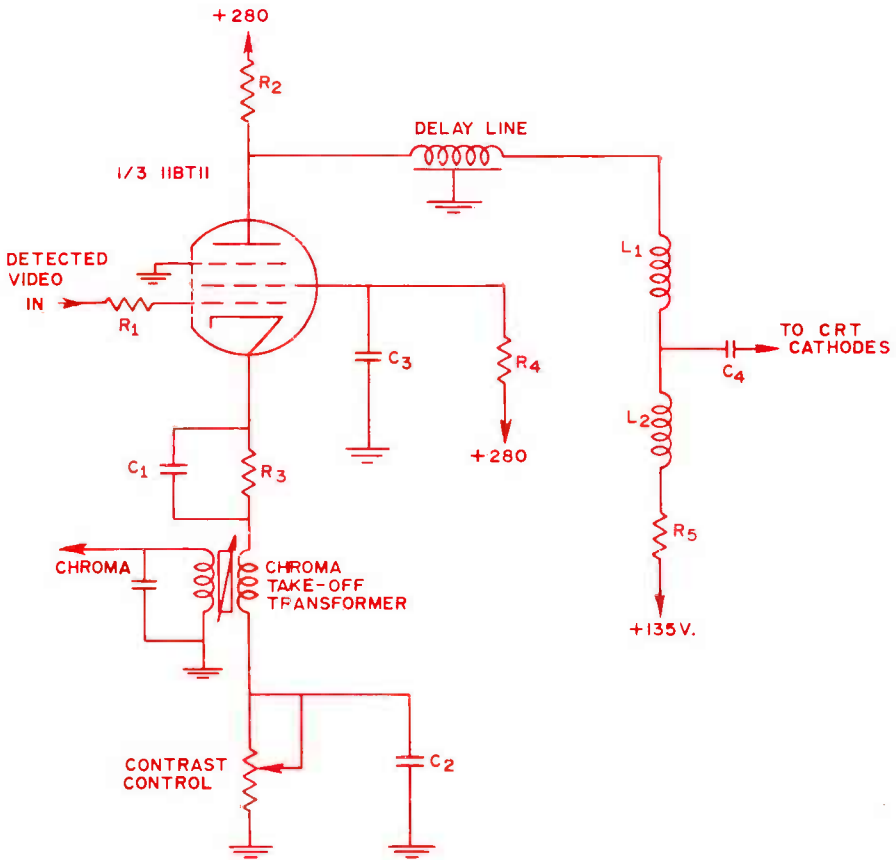 +280
R2
DELAY LINE
1/3 11BT11
L1
DETECTED
VIDEO
IN
R1
C3
R4
TO CRT
CATHODES
C4
L2
+280
C1
R3
R5
CHROMA
CHROMA
TAKE-OFF
TRANSFORMER
+135V.
CONTRAST
CONTROL
C2